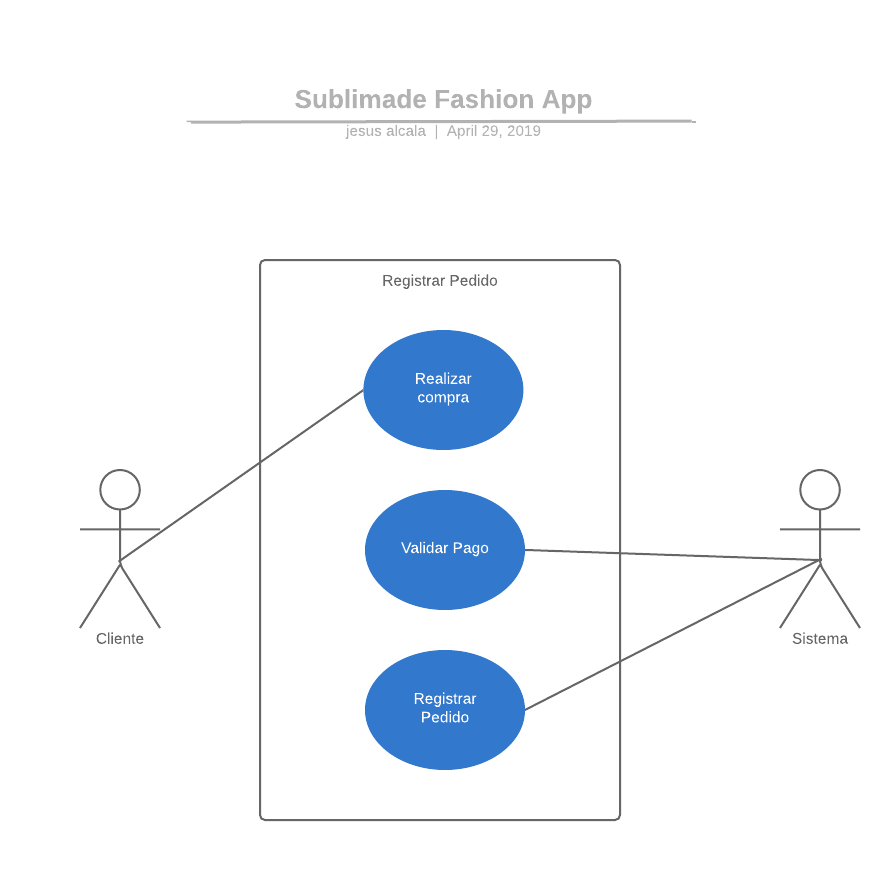 Sublimade Fashion App
jesus alcala | April 29, 2019
Registrar Pedido
Realizar
compra
Validar Pago
Cliente
Sistema
Registrar
Pedido